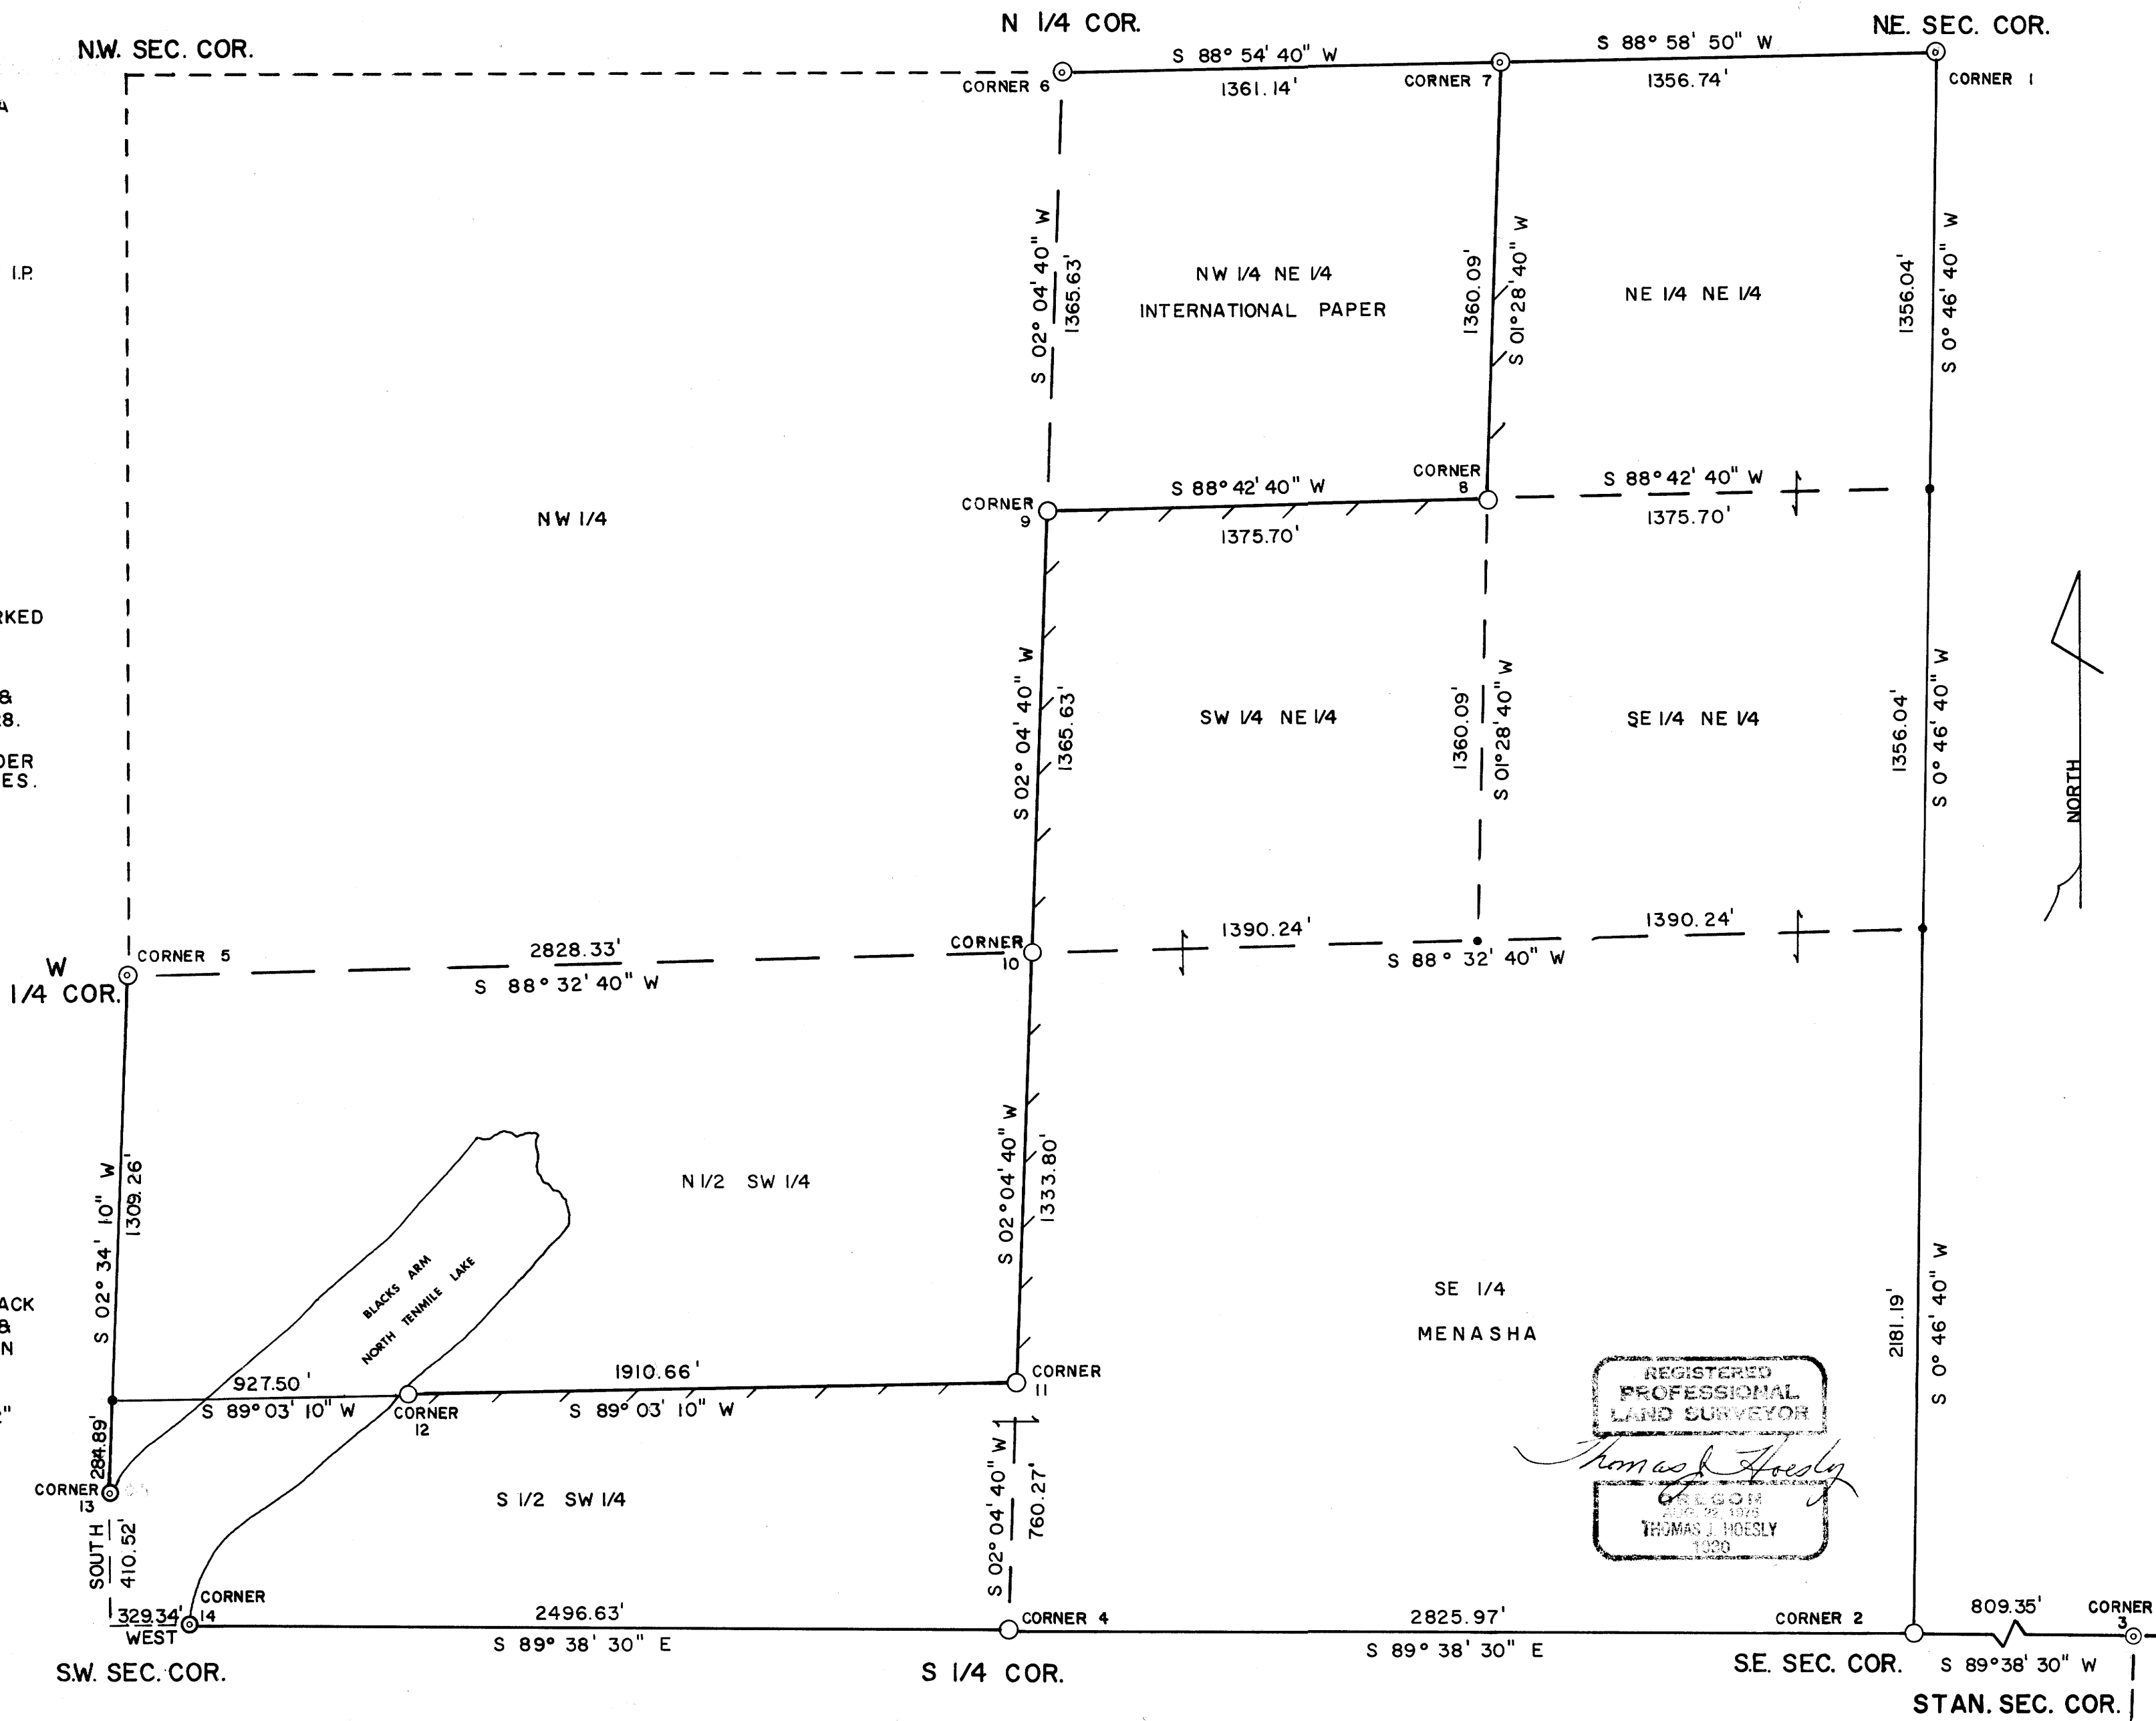 N 1/4 COR.
N.W. SEC. COR.
NE. SEC. COR.
S 88° 54' 40" W
S 88° 58' 50" W
CORNER 6
1361.14'
CORNER 7
1356.74'
CORNER 1
A
I.P.
S 02° 04' 40" W
1365.63'
NW 1/4 NE 1/4
INTERNATIONAL PAPER
1360.09'
S 01°28'40" W
NE 1/4 NE 1/4
1356.04'
S 0° 46' 40" W
CORNER
9
S 88° 42' 40" W
1375.70'
CORNER
8
S 88° 42' 40" W
1375.70'
NW 1/4
RKED
&
28.
DER
ES.
S 02° 04' 40" W
1365.63'
SW 1/4 NE 1/4
1360.09'
S 01°28'40" W
SE 1/4 NE 1/4
1356.04'
S 0° 46' 40" W
NORTH
W
1/4 COR.
CORNER 5
2828.33'
S 88° 32' 40" W
CORNER
10
1390.24'
S 88° 32' 40" W
1390.24'
S 02° 34' 10" W
1309.26'
N 1/2 SW 1/4
S 02° 04' 40" W
1333.80'
BLACKS ARM
NORTH TENMILE LAKE
SE 1/4
MENASHA
2181.19'
S 0° 46' 40" W
ACK
&
N
2"
927.50'
S 89° 03' 10" W
CORNER
12
1910.66'
S 89° 03' 10" W
CORNER
11
284.89'
CORNER
13
S 1/2 SW 1/4
S 02° 04' 40" W
760.27'
REGISTERED
PROFESSIONAL
LAND SURVEYOR
Thomas J Hoesly
OREGON
THOMAS J. HOESLY
SOUTH
410.52'
329.34'
WEST
CORNER
14
2496.63'
S 89° 38' 30" E
CORNER 4
2825.97'
S 89° 38' 30" E
CORNER 2
809.35'
S 89°38' 30" W
CORNER
3
S.W. SEC. COR.
S 1/4 COR.
S.E. SEC. COR.
STAN. SEC. COR.